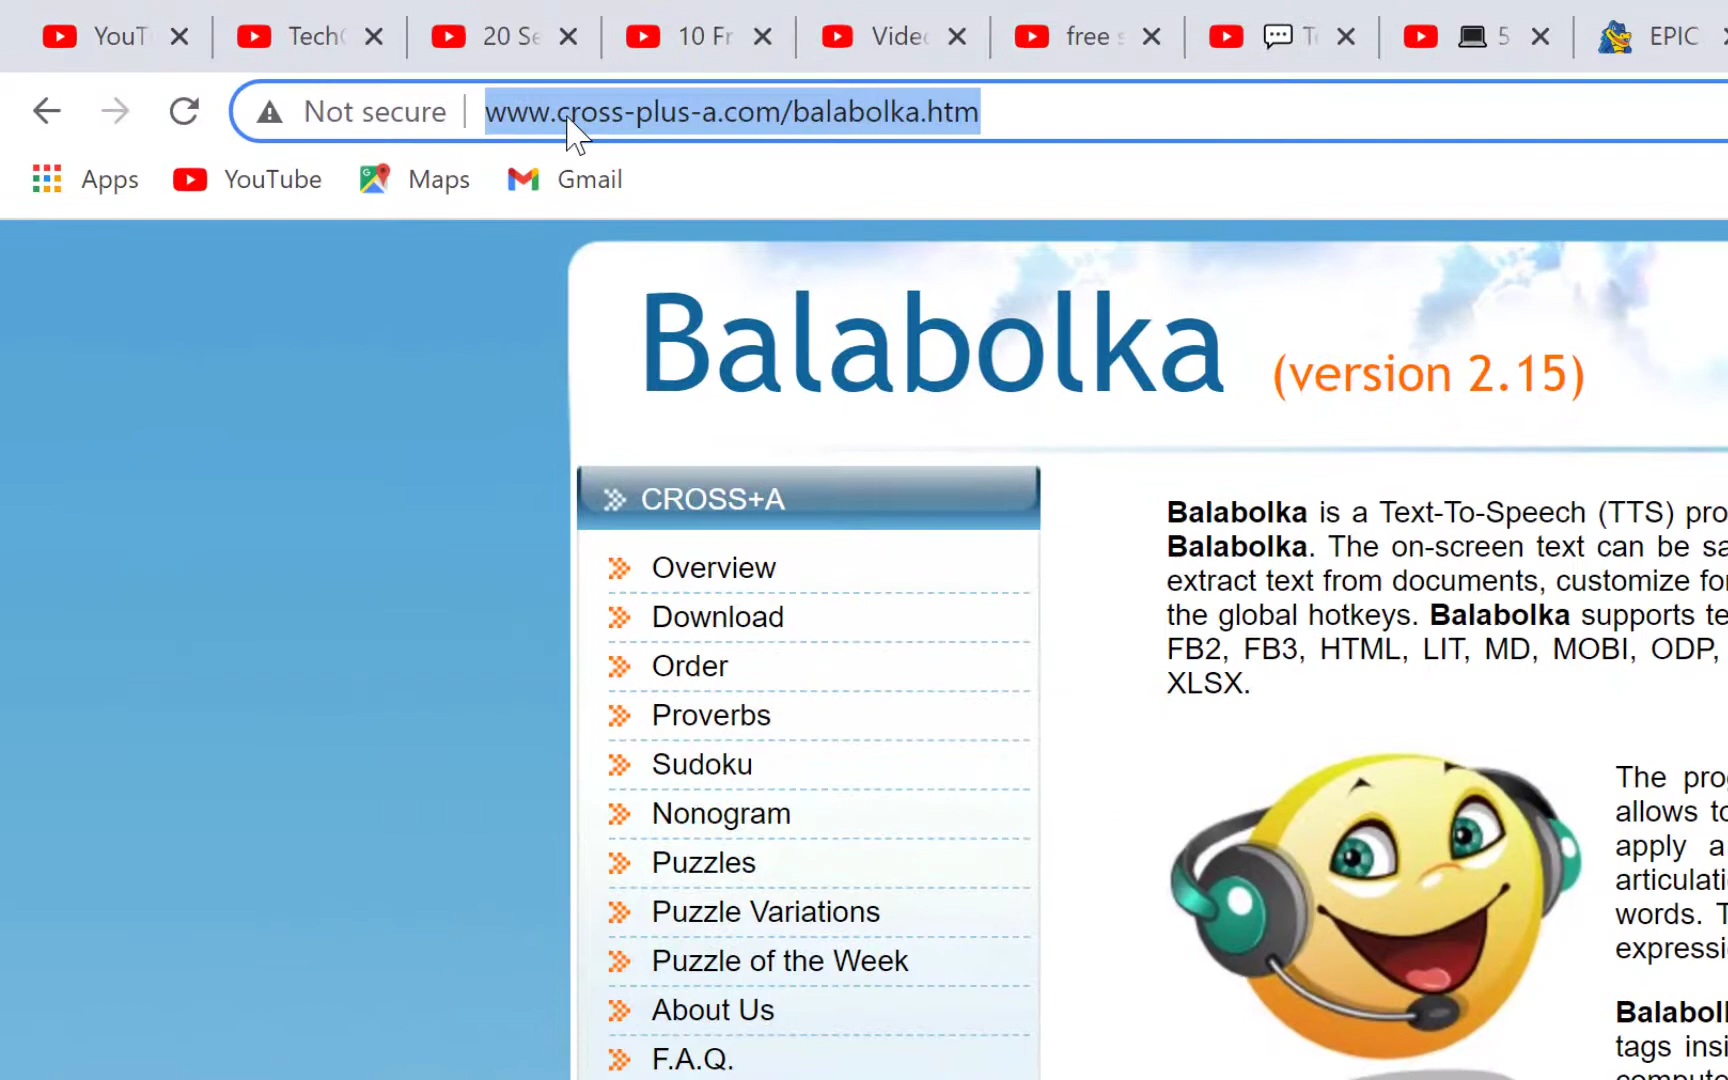 YouT
Tech
20 Se
10 Fr
Vide
free s
T
5
EPIC
Not secure
www.cross-plus-a.com/balabolka.htm
Apps
YouTube
Maps
Gmail
Balabolka (version 2.15)
CROSS+A
Overview
Download
Order
Proverbs
Sudoku
Nonogram
Puzzles
Puzzle Variations
Puzzle of the Week
About Us
F.A.Q.
Balabolka is a Text-To-Speech (TTS) pro
Balabolka. The on-screen text can be sa
extract text from documents, customize for
the global hotkeys. Balabolka supports te
FB2, FB3, HTML, LIT, MD, MOBI, ODP,
XLSX.
The prog
allows to
apply a
articulati
words. T
expressi
Balabol
tags insi